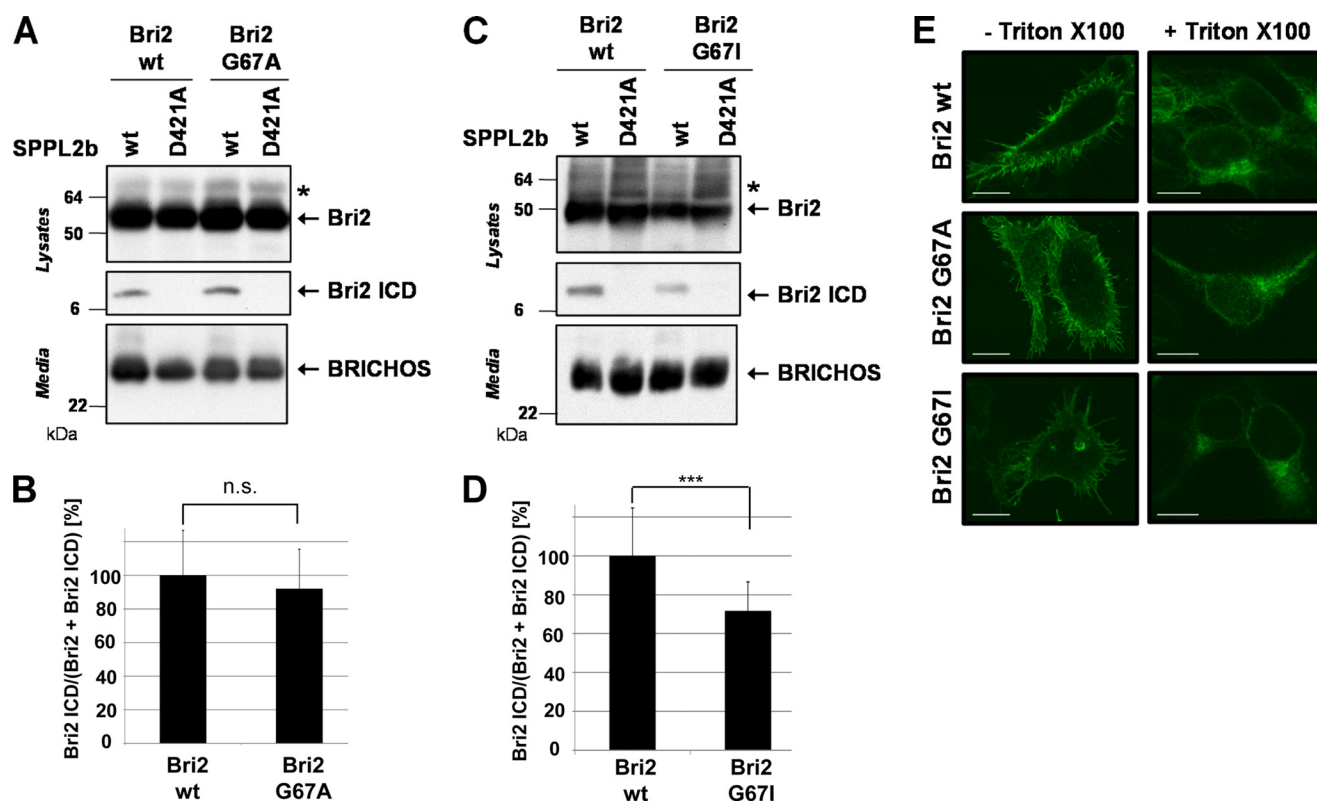 A
Bri2 wt
Bri2 G67A
SPPL2b
wt
D421A
wt
D421A
Lysates
64
50
*
← Bri2
6
← Bri2 ICD
Media
22
← BRICHOS
kDa
B
n.s.
Bri2 ICD/(Bri2 + Bri2 ICD) [%]
100
80
60
40
20
0
Bri2 wt
Bri2 G67A
C
Bri2 wt
Bri2 G67I
SPPL2b
wt
D421A
wt
D421A
Lysates
64
50
*
← Bri2
6
← Bri2 ICD
Media
22
← BRICHOS
kDa
D
***
Bri2 ICD/(Bri2 + Bri2 ICD) [%]
100
80
60
40
20
0
Bri2 wt
Bri2 G67I
E
- Triton X100
+ Triton X100
Bri2 wt
Bri2 G67A
Bri2 G67I